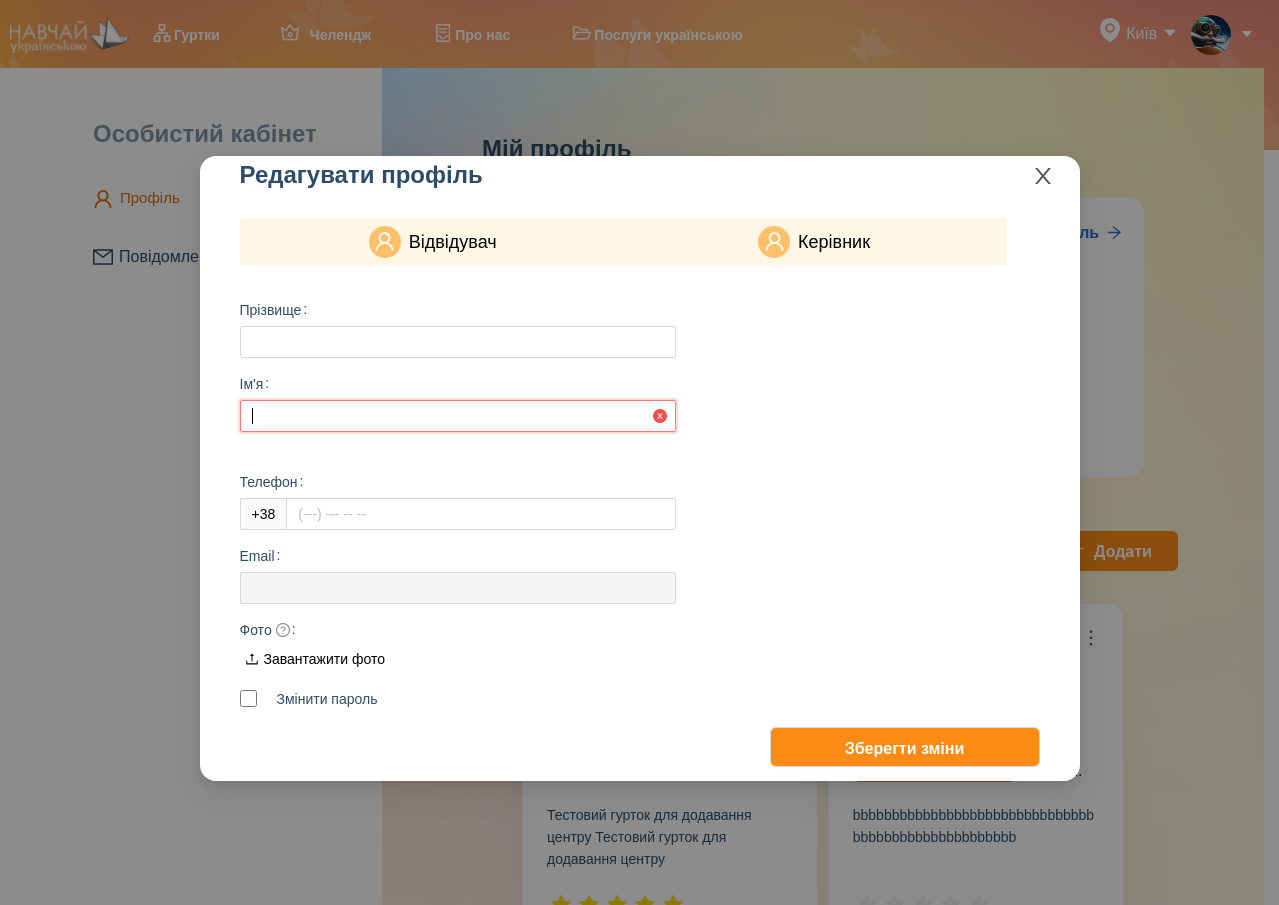 НАВЧАЙ
українською
Гуртки
Челендж
Про нас
Послуги українською
Київ
Особистий кабінет
Мій профіль
Редагувати профіль
Профіль
Відвідувач
Керівник
ль
Повідомле
Прізвище:
Ім'я:
Телефон:
+38
(---) --- -- --
Додати
Email:
Фото :
Завантажити фото
Змінити пароль
Зберегти зміни
Тестовий гурток для додавання
центру Тестовий гурток для
додавання центру
bbbbbbbbbbbbbbbbbbbbbbbbbbbbbbb
bbbbbbbbbbbbbbbbbbbbb